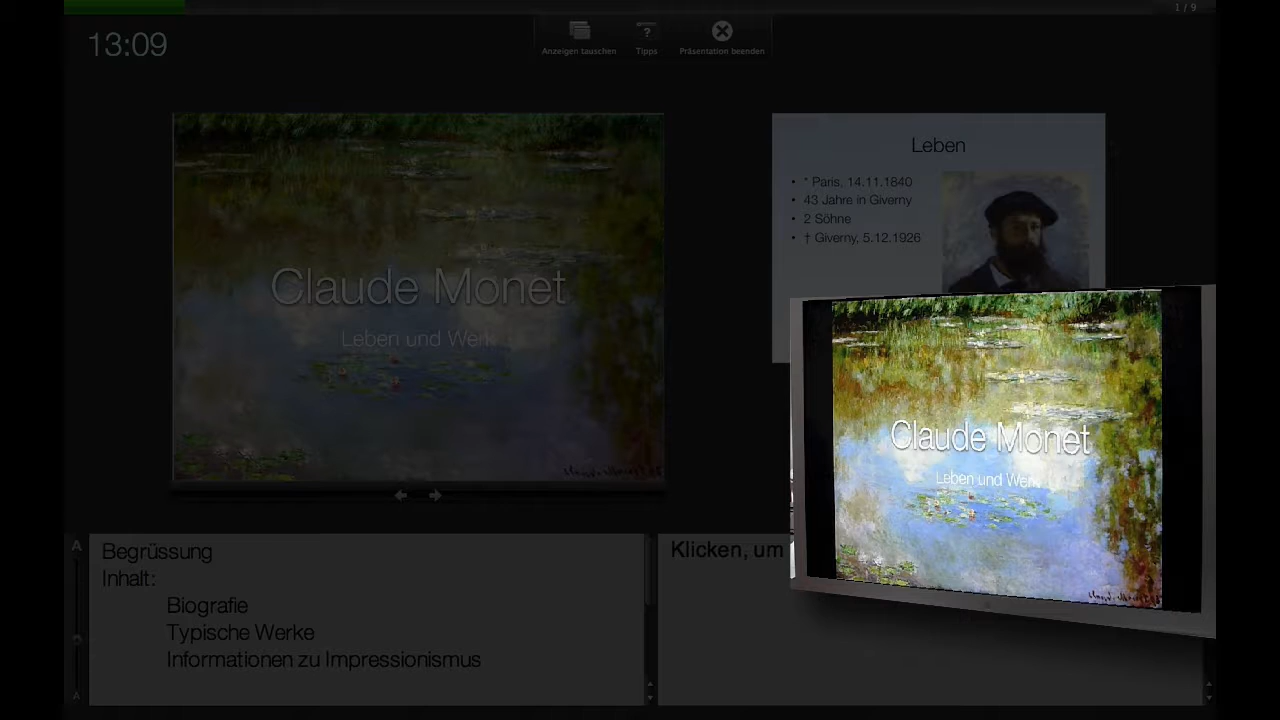 1 / 9
13:09
Anzeigen tauschen
Tipps
Präsentation beenden
Claude Monet
Leben und Werk
Leben
• * Paris, 14.11.1840
• 43 Jahre in Giverny
• 2 Söhne
• † Giverny, 5.12.1926
Claude Monet
Leben und Werk
A
A
Begrüssung
Inhalt:
Biografie
Typische Werke
Informationen zu Impressionismus
Klicken, um